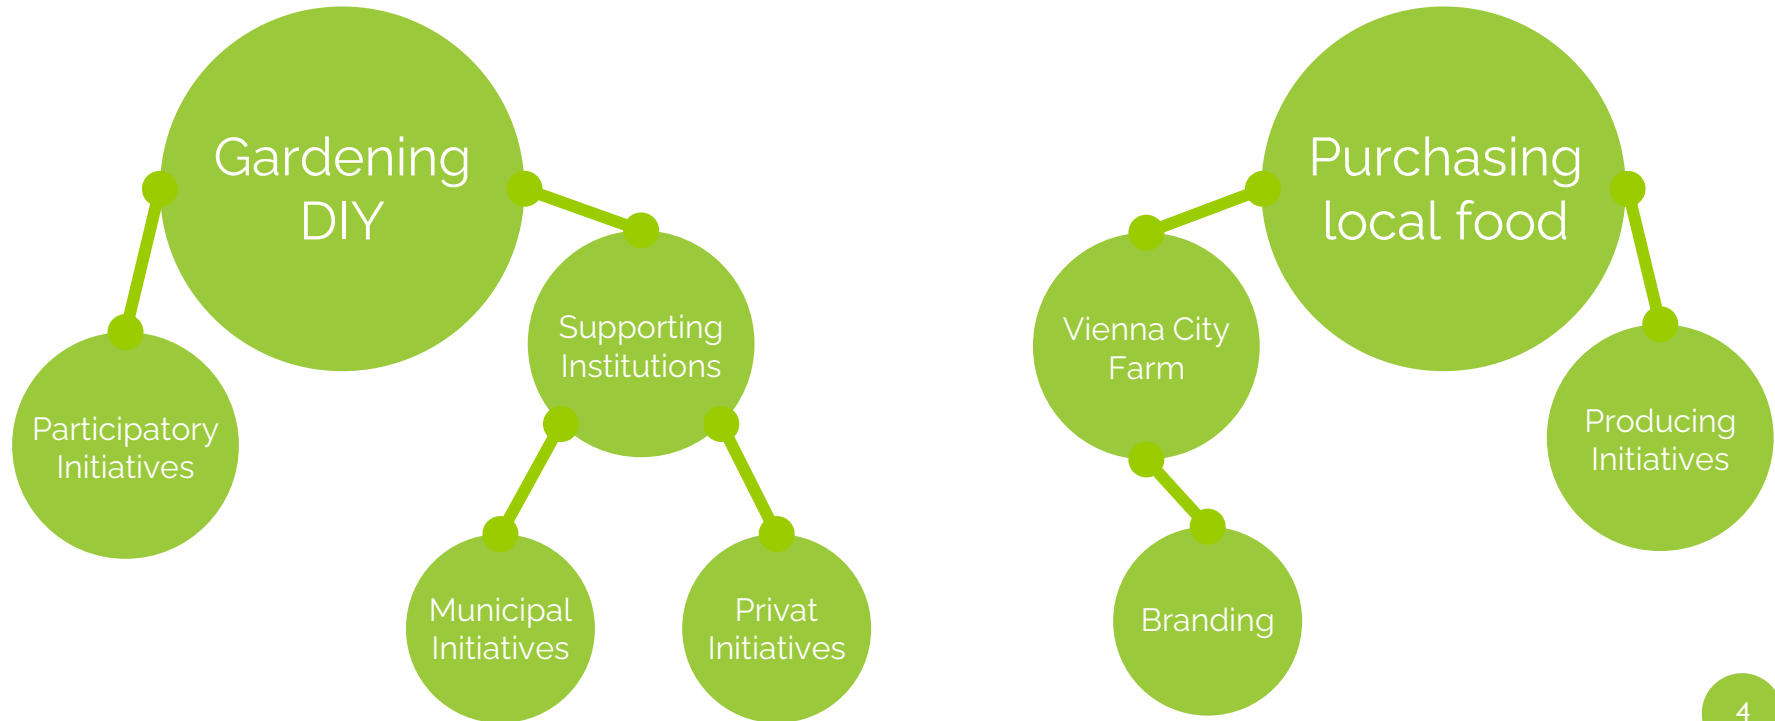 Gardening
DIY
Participatory
Initiatives
Supporting
Institutions
Municipal
Initiatives
Privat
Initiatives
Purchasing
local food
Vienna City
Farm
Branding
Producing
Initiatives
4